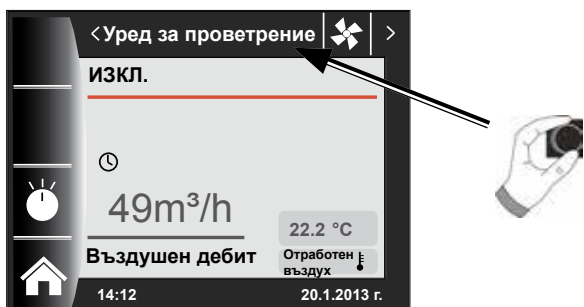 <Уред за проветрение >
ИЗКЛ.
49m³/h
22.2 °C
Въздушен дебит
Отработен
въздух
14:12
20.1.2013 г.